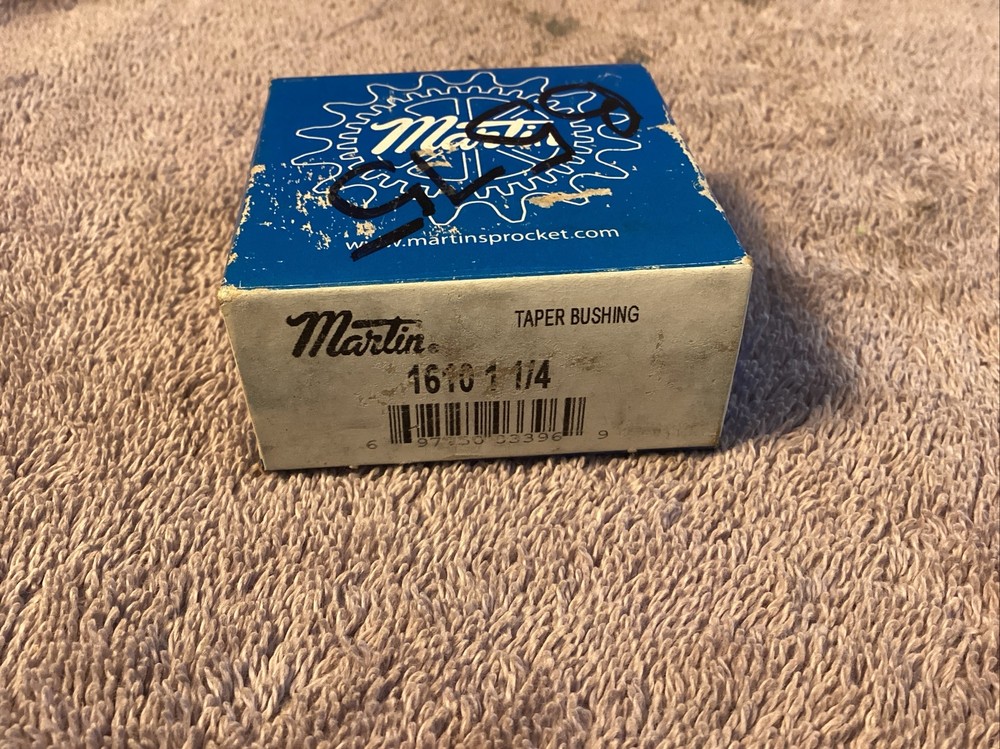 Martin
www.martinsprocket.com
Martin®
TAPER BUSHING
1610 1 1/4